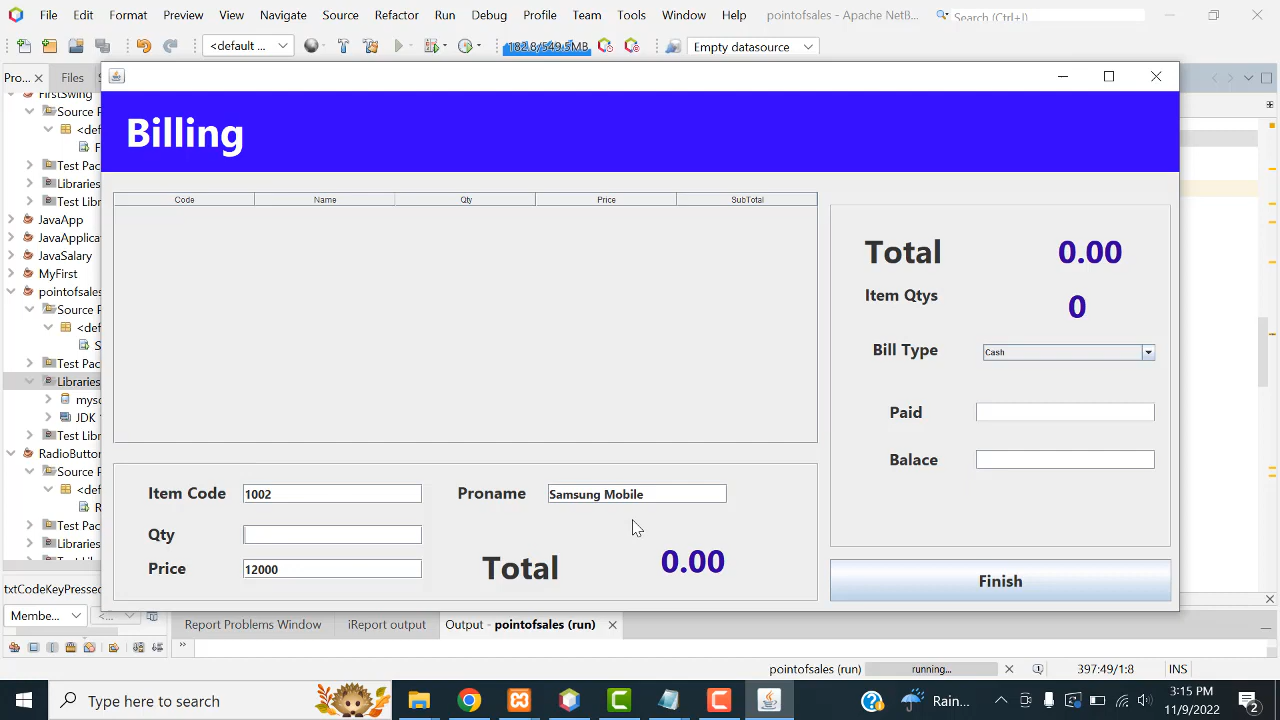 File Edit Format Preview View Navigate Source Refactor Run Debug Profile Team Tools Window Help pointofsales - Apache NetB... Search (Ctrl+I)
<default ... 182.8/549.5MB Empty datasource
Pro... Files
FirstSwing
Source P
<def
Test Pac
Libraries
Test Lib
JavaApp
JavaApplica
JavaSalary
MyFirst
pointofsales
Source P
<def
Test Pac
Libraries
mysc
JDK
Test Lib
RadioButton
Source P
<def
Test Pac
Libraries
Billing
Code Name Qty Price SubTotal
Total 0.00
Item Qtys 0
Bill Type Cash
Paid
Balace
Item Code 1002 Proname Samsung Mobile
Qty
Price 12000 Total 0.00
Finish
txtCodeKeyPressed
Membe... <...
Report Problems Window iReport output Output - pointofsales (run)
pointofsales (run) running... 397:49/1:8 INS
Type here to search
Rain...
3:15 PM
11/9/2022
2